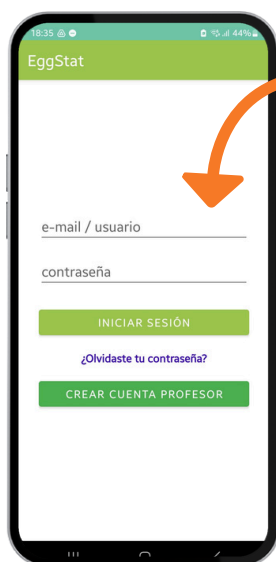 18:35 44%
EggStat
e-mail / usuario
contraseña
INICIAR SESIÓN
¿Olvidaste tu contraseña?
CREAR CUENTA PROFESOR